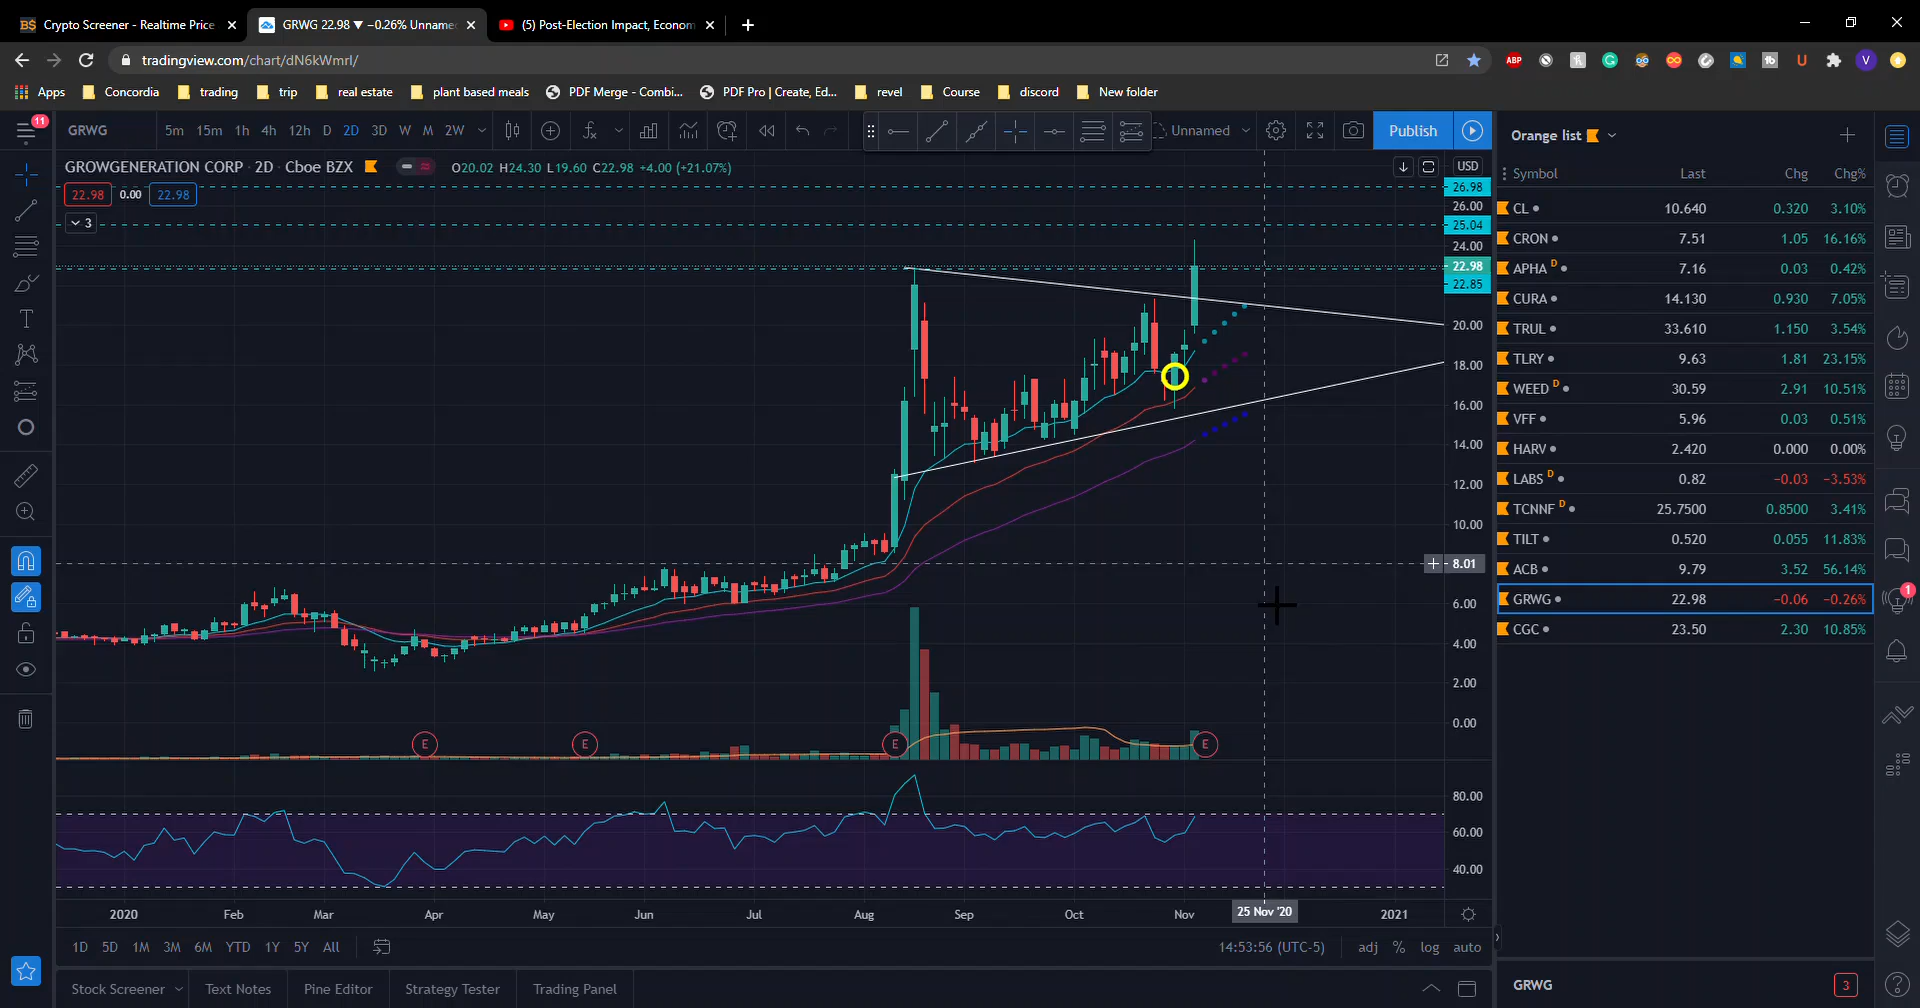 Crypto Screener - Realtime Price
GRWG 22.98 ▼ −0.26% Unname
(5) Post-Election Impact, Econom
tradingview.com/chart/dN6kWmrI/
ABP
V
Apps
Concordia
trading
trip
real estate
plant based meals
PDF Merge - Combi...
PDF Pro | Create, Ed...
revel
Course
discord
New folder
11
GRWG
5m 15m 1h 4h 12h D 2D 3D W M 2W
Unnamed
Publish
GROWGENERATION CORP · 2D · Cboe BZX
O20.02 H24.30 L19.60 C22.98 +4.00 (+21.07%)
22.98 0.00 22.98
3
USD
26.98
26.00
25.04
24.00
22.98
22.85
20.00
18.00
16.00
14.00
12.00
10.00
8.01
6.00
4.00
2.00
0.00
E E E E
80.00
60.00
40.00
2020 Feb Mar Apr May Jun Jul Aug Sep Oct Nov 25 Nov '20 2021
1D 5D 1M 3M 6M YTD 1Y 5Y All
14:53:56 (UTC-5) adj % log auto
Stock Screener Text Notes Pine Editor Strategy Tester Trading Panel
Orange list
Symbol Last Chg Chg%
CL 10.640 0.320 3.10%
CRON 7.51 1.05 16.16%
APHA D 7.16 0.03 0.42%
CURA 14.130 0.930 7.05%
TRUL 33.610 1.150 3.54%
TLRY 9.63 1.81 23.15%
WEED D 30.59 2.91 10.51%
VFF 5.96 0.03 0.51%
HARV 2.420 0.000 0.00%
LABS D 0.82 −0.03 −3.53%
TCNNF D 25.7500 0.8500 3.41%
TILT 0.520 0.055 11.83%
ACB 9.79 3.52 56.14%
GRWG 22.98 −0.06 −0.26%
CGC 23.50 2.30 10.85%
1
GRWG 3